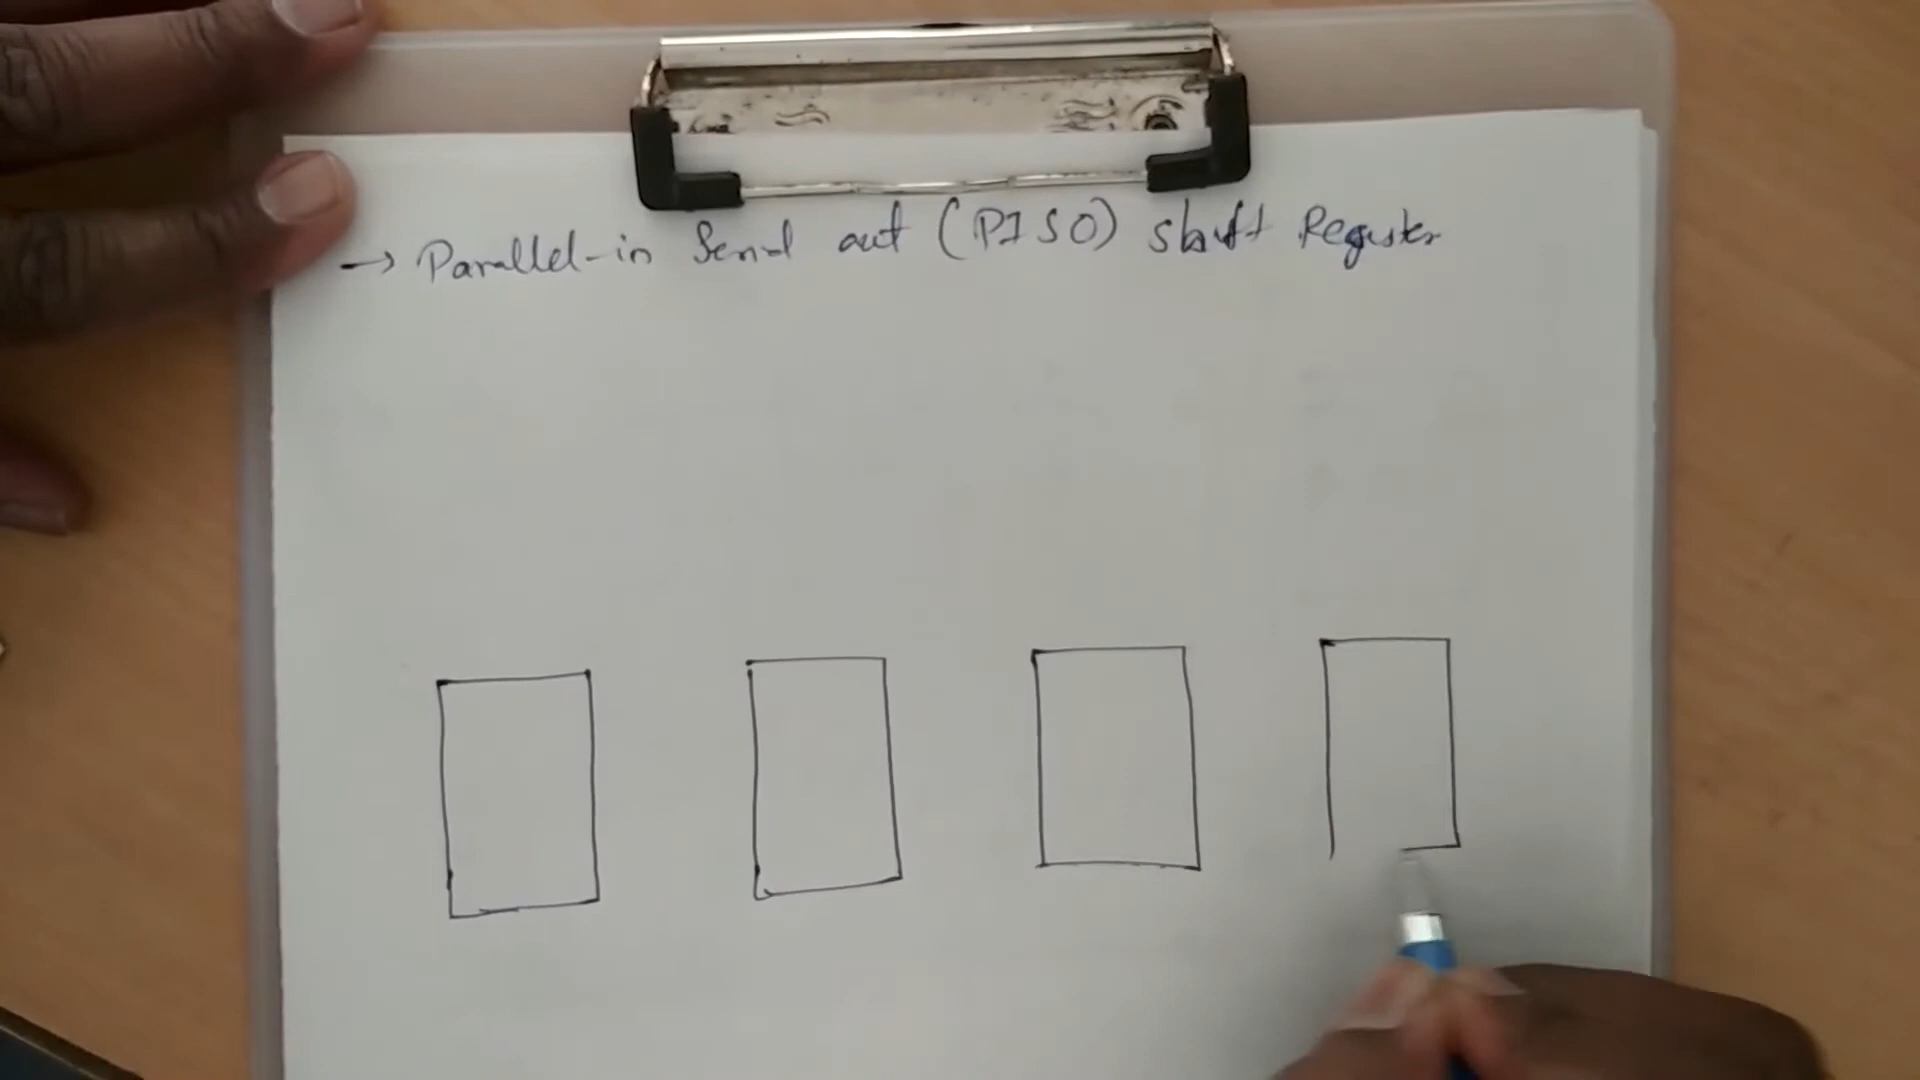 → Parallel-in Serial out (PISO) shift Register